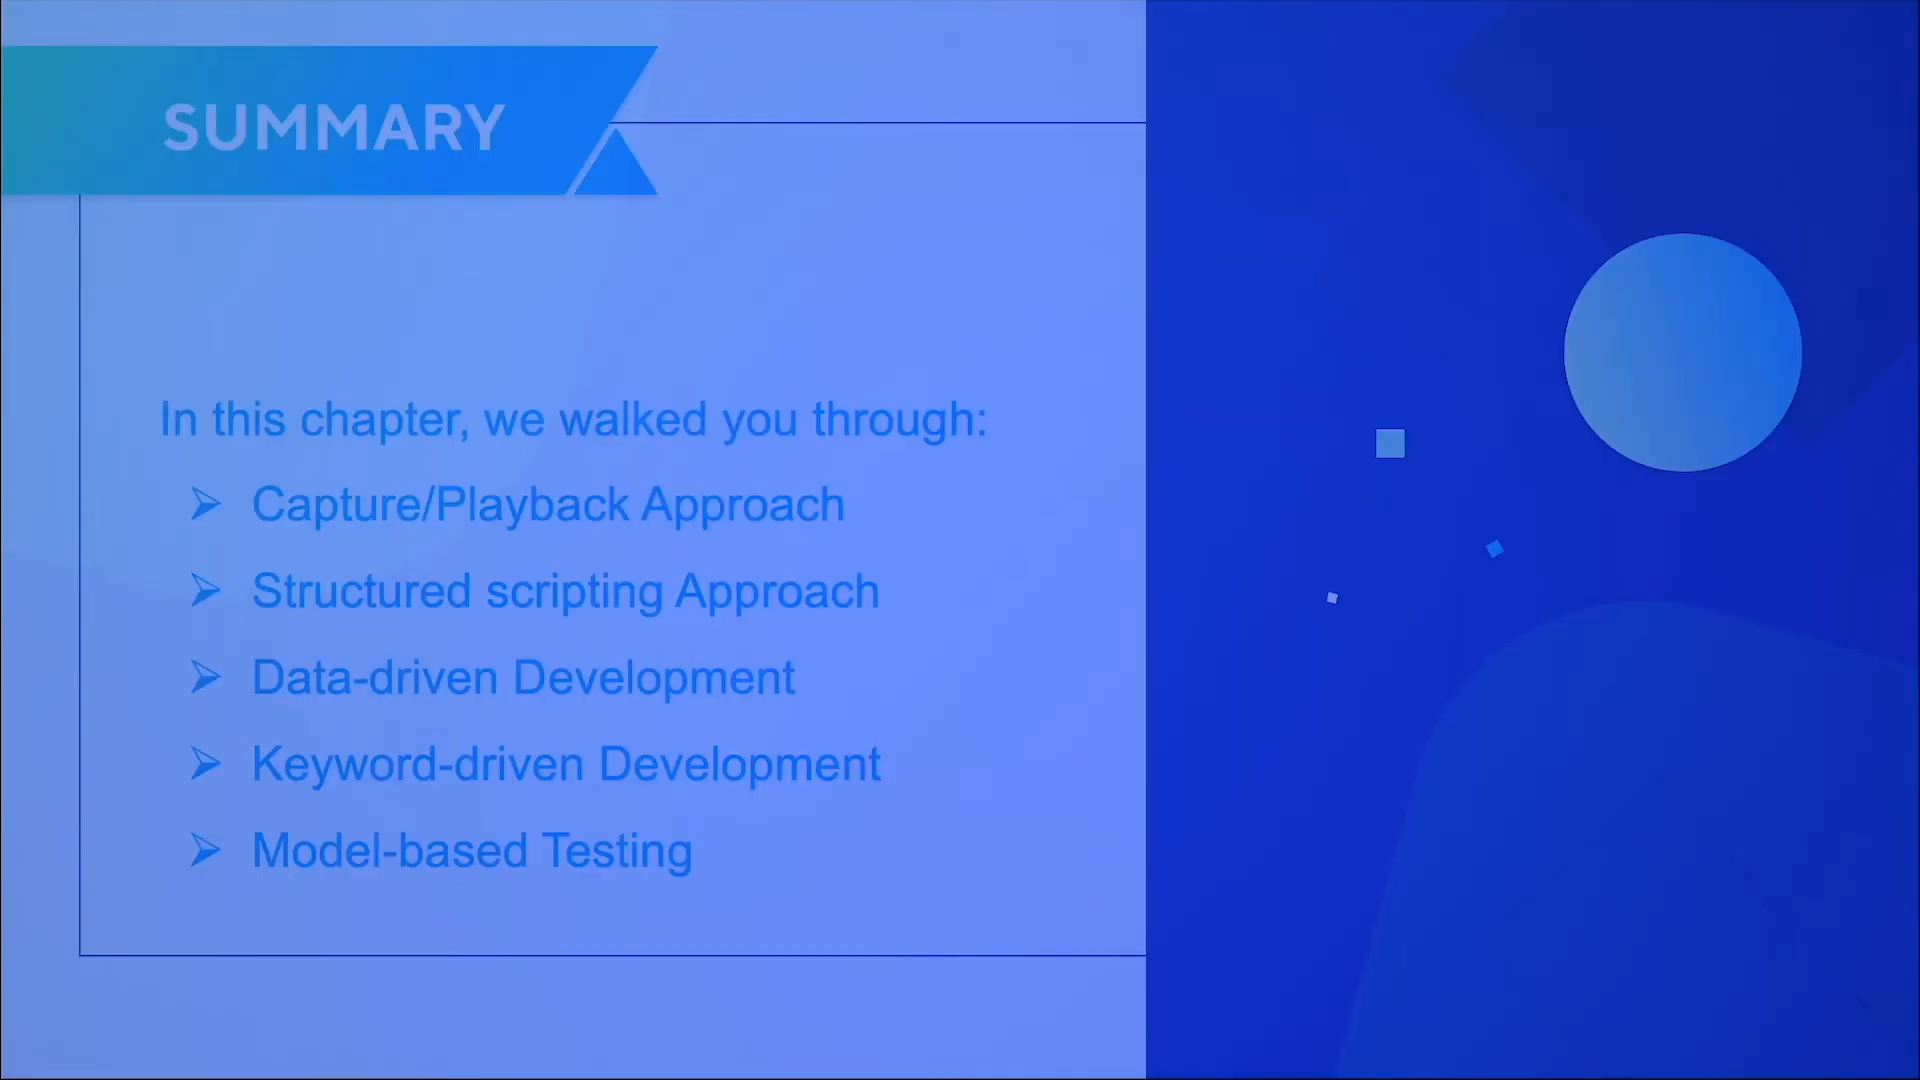 SUMMARY
In this chapter, we walked you through:
➢ Capture/Playback Approach
➢ Structured scripting Approach
➢ Data-driven Development
➢ Keyword-driven Development
➢ Model-based Testing